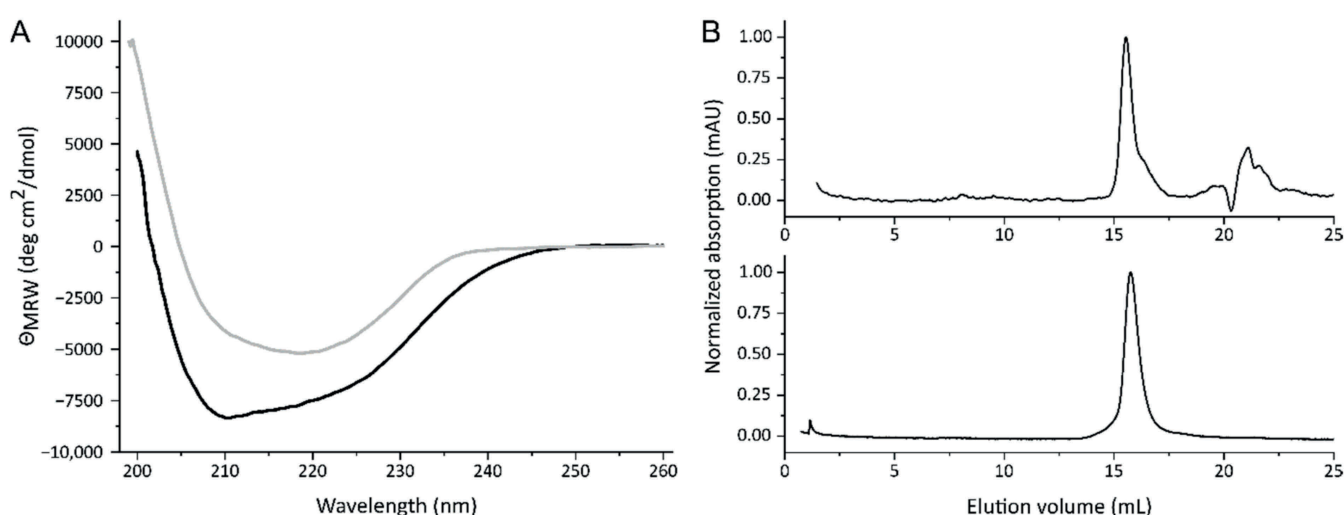 A
10000
7500
5000
2500
0
−2500
−5000
−7500
−10,000
ΘMRW (deg cm²/dmol)
200 210 220 230 240 250 260
Wavelength (nm)
B
Normalized absorption (mAU)
1.00
0.75
0.50
0.25
0.00
0 5 10 15 20 25
1.00
0.75
0.50
0.25
0.00
0 5 10 15 20 25
Elution volume (mL)